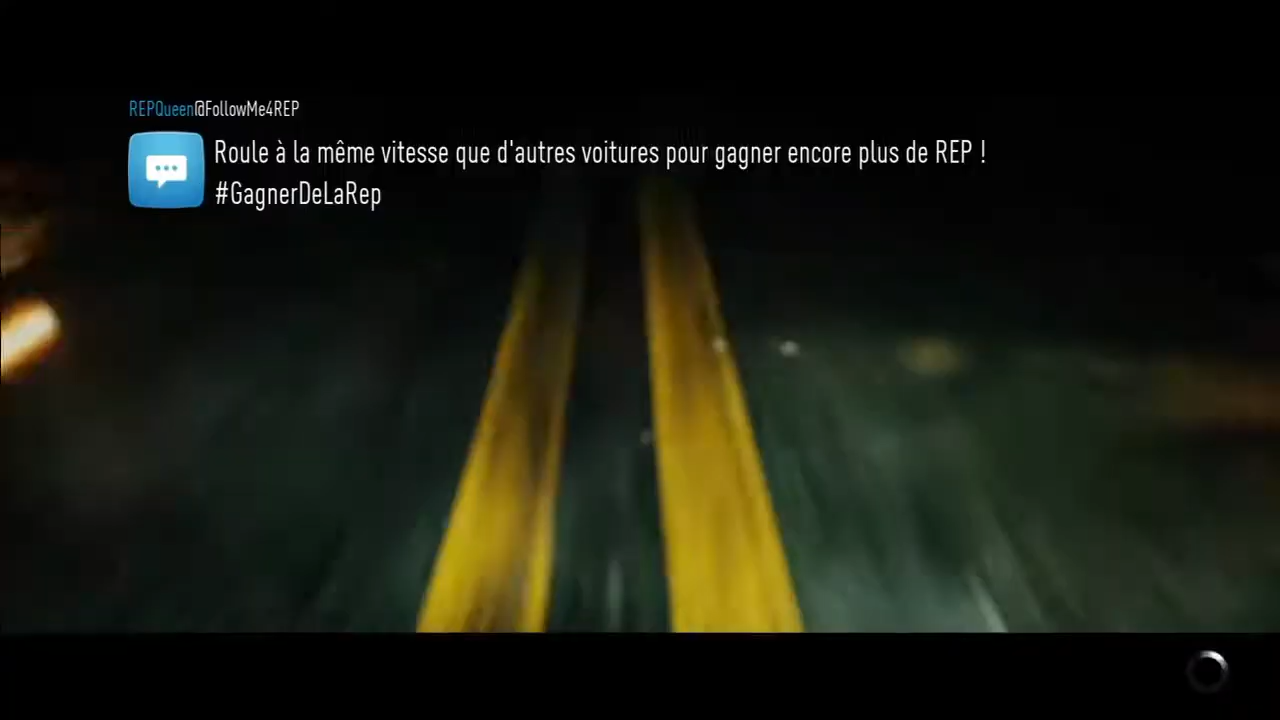 REPQueen@FollowMe4REP
Roule à la même vitesse que d'autres voitures pour gagner encore plus de REP !
#GagnerDeLaRep